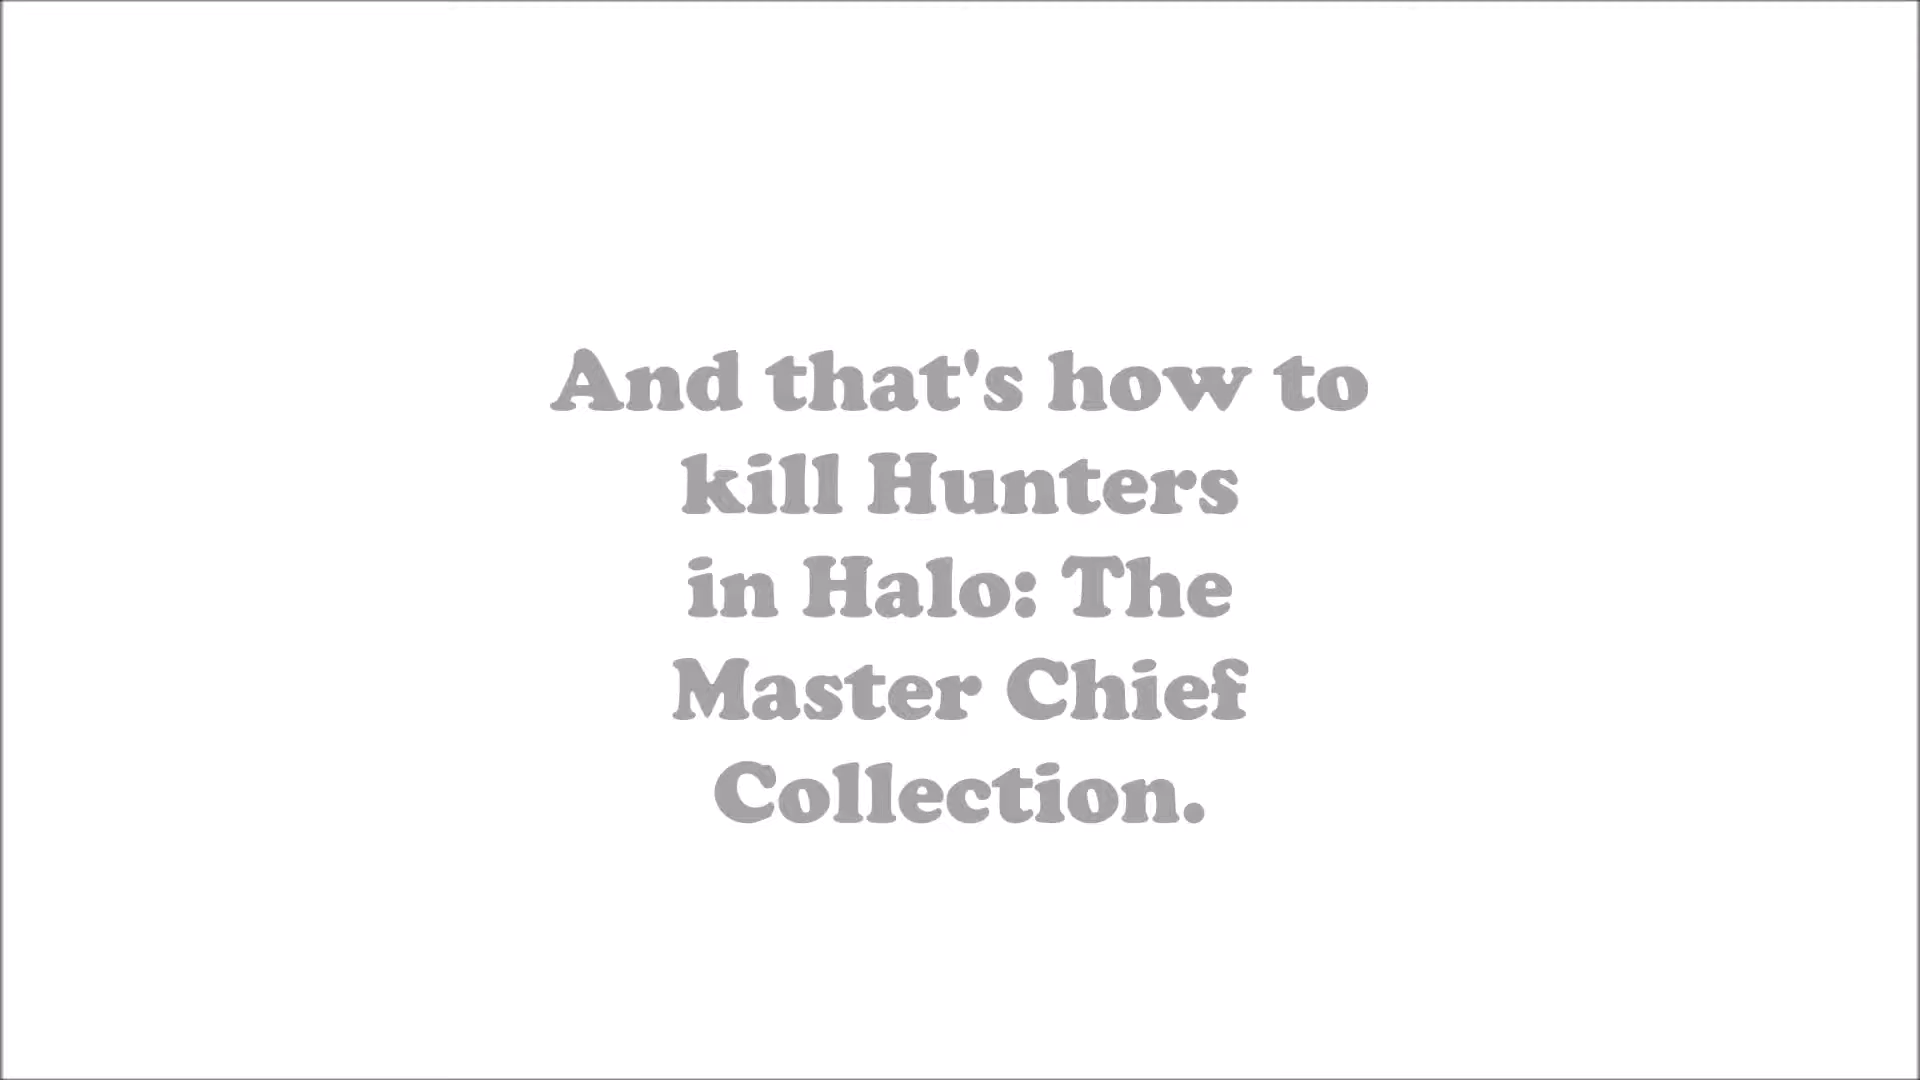 And that's how to
kill Hunters
in Halo: The
Master Chief
Collection.